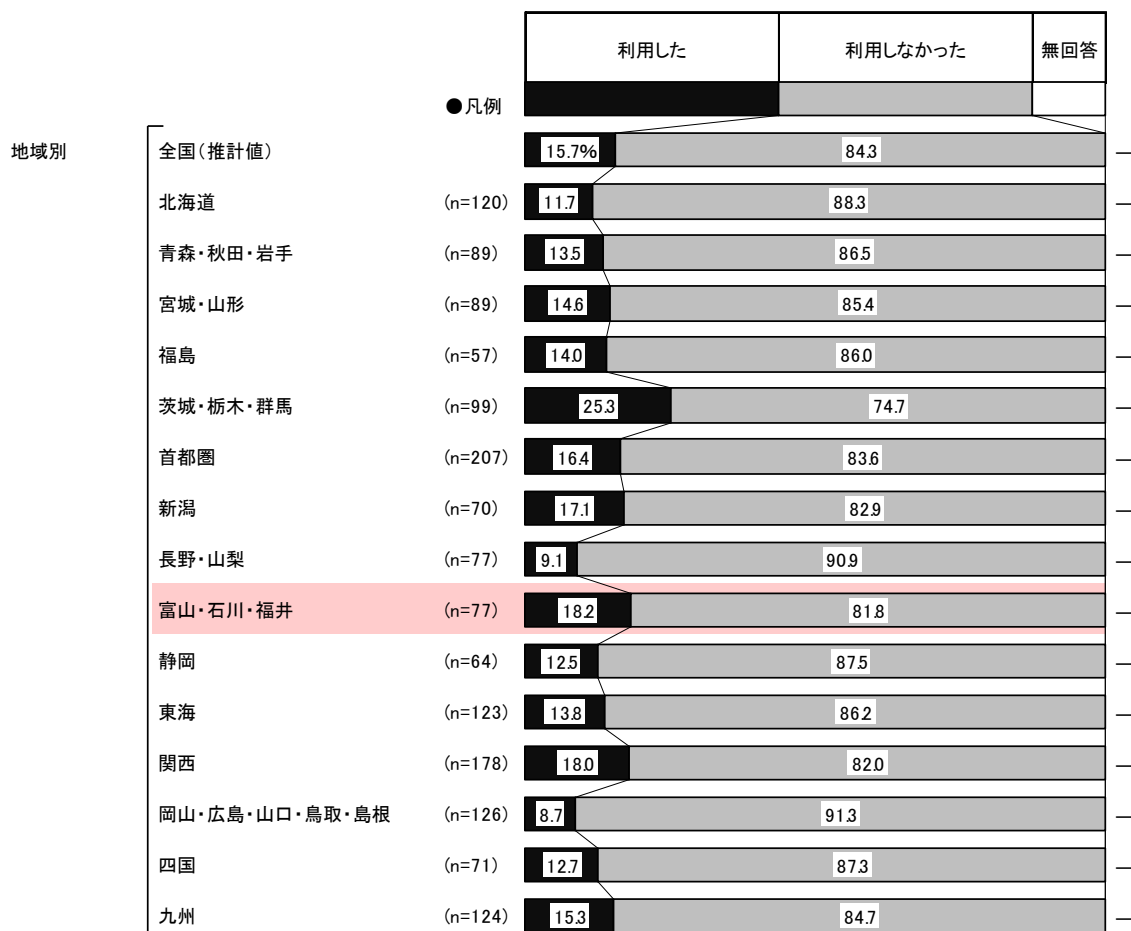 利用した 利用しなかった 無回答
●凡例
地域別 全国(推計値) 15.7% 84.3 -
北海道 (n=120) 11.7 88.3 -
青森・秋田・岩手 (n=89) 13.5 86.5 -
宮城・山形 (n=89) 14.6 85.4 -
福島 (n=57) 14.0 86.0 -
茨城・栃木・群馬 (n=99) 25.3 74.7 -
首都圏 (n=207) 16.4 83.6 -
新潟 (n=70) 17.1 82.9 -
長野・山梨 (n=77) 9.1 90.9 -
富山・石川・福井 (n=77) 18.2 81.8 -
静岡 (n=64) 12.5 87.5 -
東海 (n=123) 13.8 86.2 -
関西 (n=178) 18.0 82.0 -
岡山・広島・山口・鳥取・島根 (n=126) 8.7 91.3 -
四国 (n=71) 12.7 87.3 -
九州 (n=124) 15.3 84.7 -